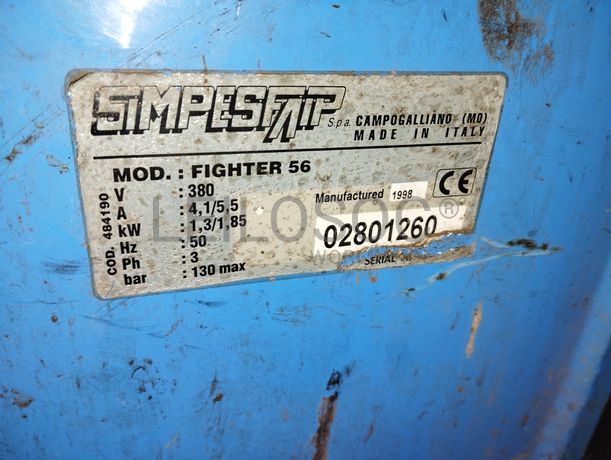 SIMPESFAIP S.p.a. CAMPOGALLIANO (MO)
MADE IN ITALY
MOD. : FIGHTER 56
V : 380
A : 4,1/5,5
kW : 1,3/1,85
Hz : 50
Ph : 3
bar : 130 max
COD. 484190
Manufactured 1998
CE
02801260
SERIAL
LEILOSOC®